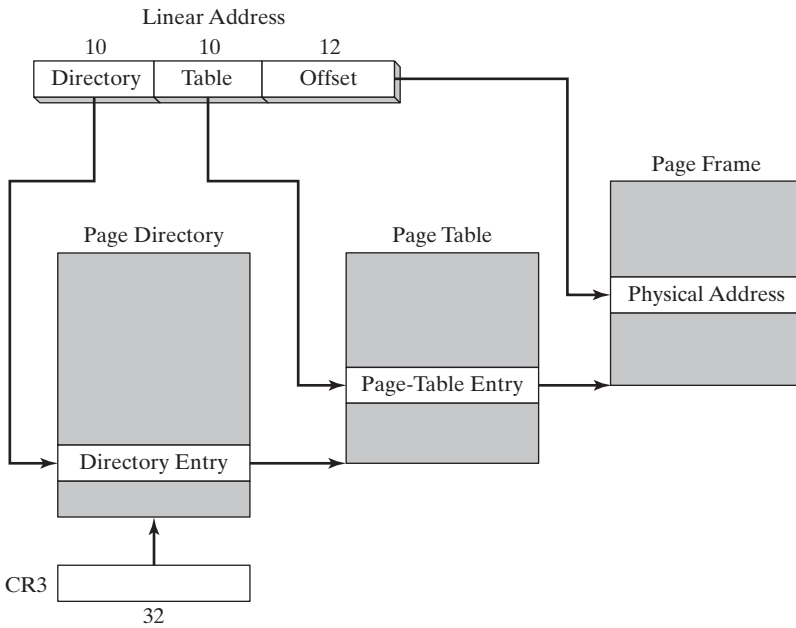 Linear Address
10 10 12
Directory Table Offset
Page Frame
Page Directory Page Table
Physical Address
Page-Table Entry
Directory Entry
CR3
32